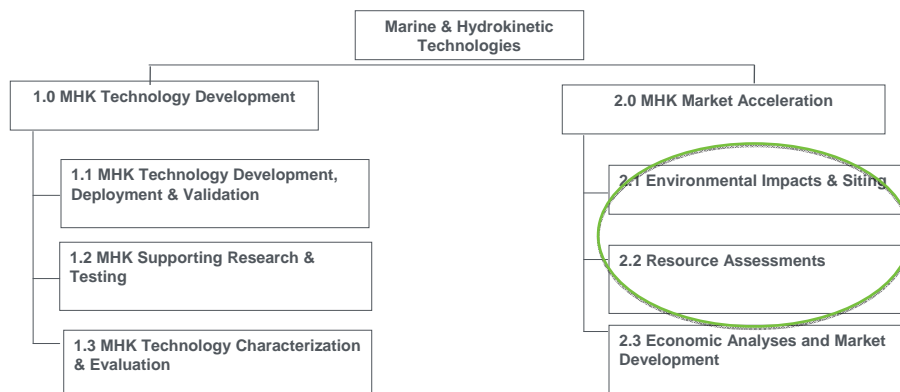 Marine & Hydrokinetic
Technologies
1.0 MHK Technology Development
2.0 MHK Market Acceleration
1.1 MHK Technology Development,
Deployment & Validation
2.1 Environmental Impacts & Siting
1.2 MHK Supporting Research &
Testing
2.2 Resource Assessments
1.3 MHK Technology Characterization
& Evaluation
2.3 Economic Analyses and Market
Development